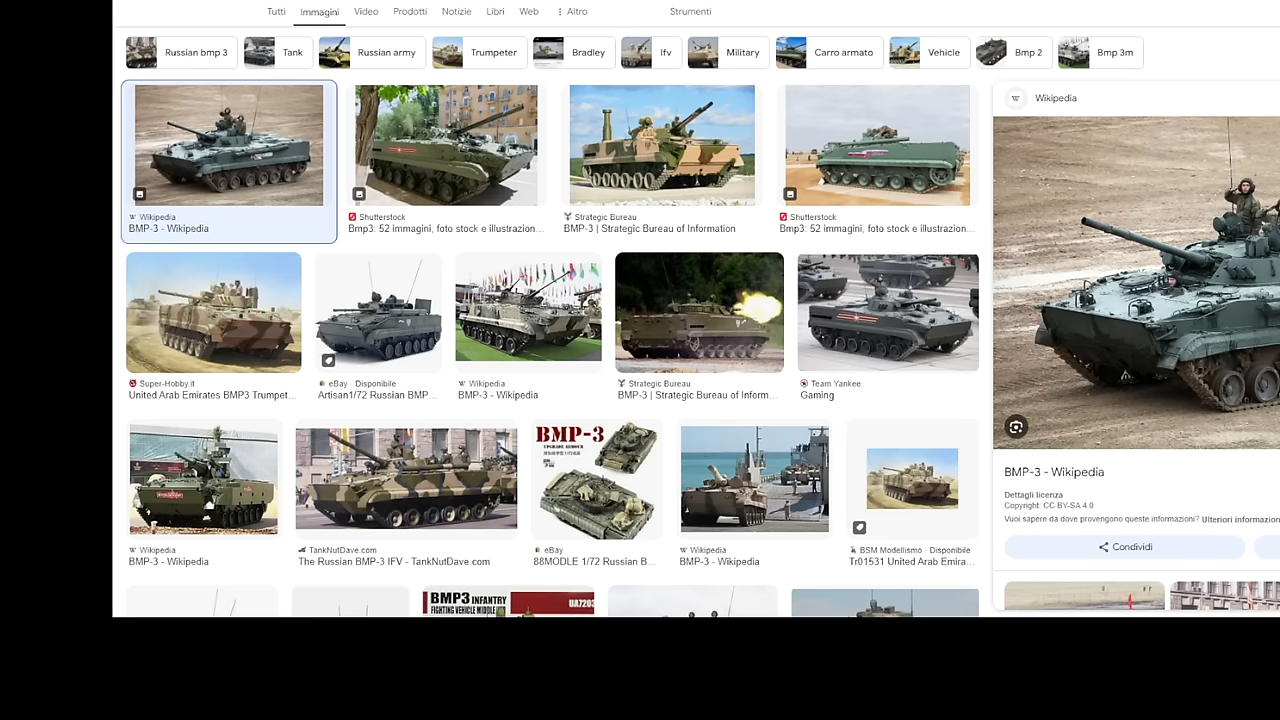 Tutti Immagini Video Prodotti Notizie Libri Web Altro Strumenti
Russian bmp 3 Tank Russian army Trumpeter Bradley Ifv Military Carro armato Vehicle Bmp 2 Bmp 3m
Wikipedia
BMP-3 - Wikipedia
Shutterstock
Bmp3: 52 immagini, foto stock e illustrazion...
Strategic Bureau
BMP-3 | Strategic Bureau of Information
Shutterstock
Bmp3: 52 immagini, foto stock e illustrazion...
Super-Hobby.it
United Arab Emirates BMP3 Trumpet...
eBay · Disponibile
Artisan1/72 Russian BMP...
Wikipedia
BMP-3 - Wikipedia
Strategic Bureau
BMP-3 | Strategic Bureau of Inform...
Team Yankee
Gaming
BMP-3
UPGRADE ARMOUR
Wikipedia
BMP-3 - Wikipedia
TankNutDave.com
The Russian BMP-3 IFV - TankNutDave.com
eBay
88MODLE 1/72 Russian B...
Wikipedia
BMP-3 - Wikipedia
BSM Modellismo · Disponibile
Tr01531 United Arab Emira...
BMP3 INFANTRY
FIGHTING VEHICLE MIDDLE
UA720
W Wikipedia
BMP-3 - Wikipedia
Dettagli licenza
Copyright: CC BY-SA 4.0
Vuoi sapere da dove provengono queste informazioni? Ulteriori informazio
Condividi